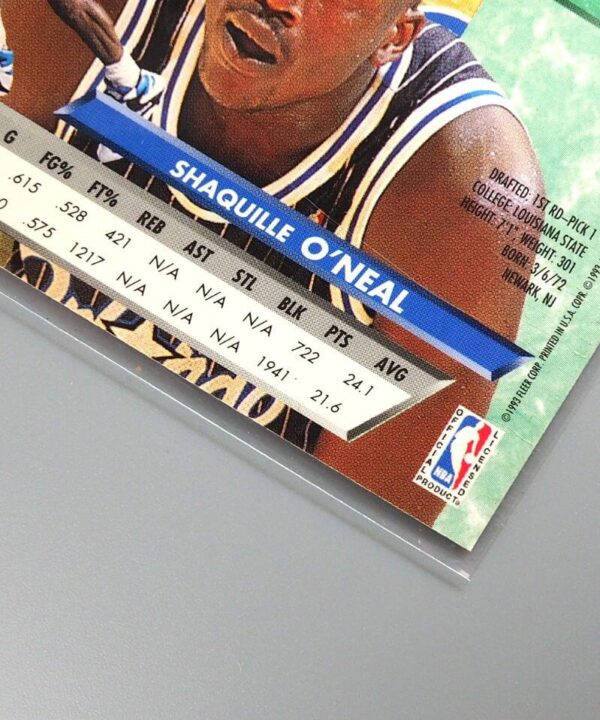 SHAQUILLE O'NEAL
G FG% FT% REB AST STL BLK PTS AVG
.615 .528 421 N/A N/A N/A 722 24.1
.575 1217 N/A N/A N/A 1941 21.6
DRAFTED: 1ST RD-PICK 1
COLLEGE: LOUISIANA STATE
HEIGHT: 7'1" WEIGHT: 301
BORN: 3/6/72
NEWARK, NJ
©1993 FLEER CORP. PRINTED IN U.S.A. COPR. ©1993
OFFICIAL LICENSED PRODUCT®
NBA